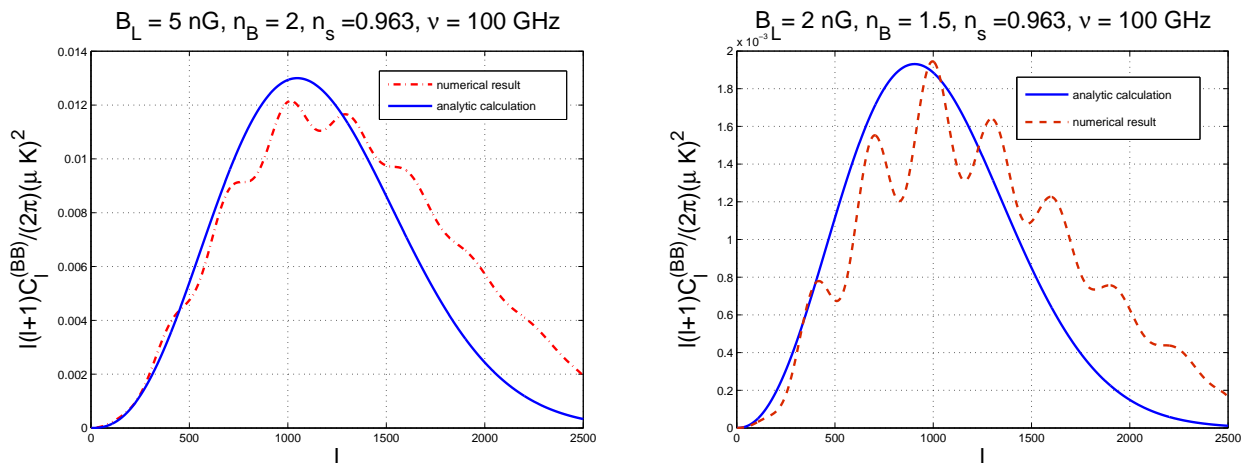 B_L = 5 nG, n_B = 2, n_s =0.963, ν = 100 GHz
l(l+1)C_l^(BB)/(2π)(μ K)^2
0.014
0.012
0.01
0.008
0.006
0.004
0.002
0
0 500 1000 1500 2000 2500
l
numerical result
analytic calculation
B_L = 2 nG, n_B = 1.5, n_s =0.963, ν = 100 GHz
x 10^−3
l(l+1)C_l^(BB)/(2π)(μ K)^2
2
1.8
1.6
1.4
1.2
1
0.8
0.6
0.4
0.2
0
0 500 1000 1500 2000 2500
l
analytic calculation
numerical result